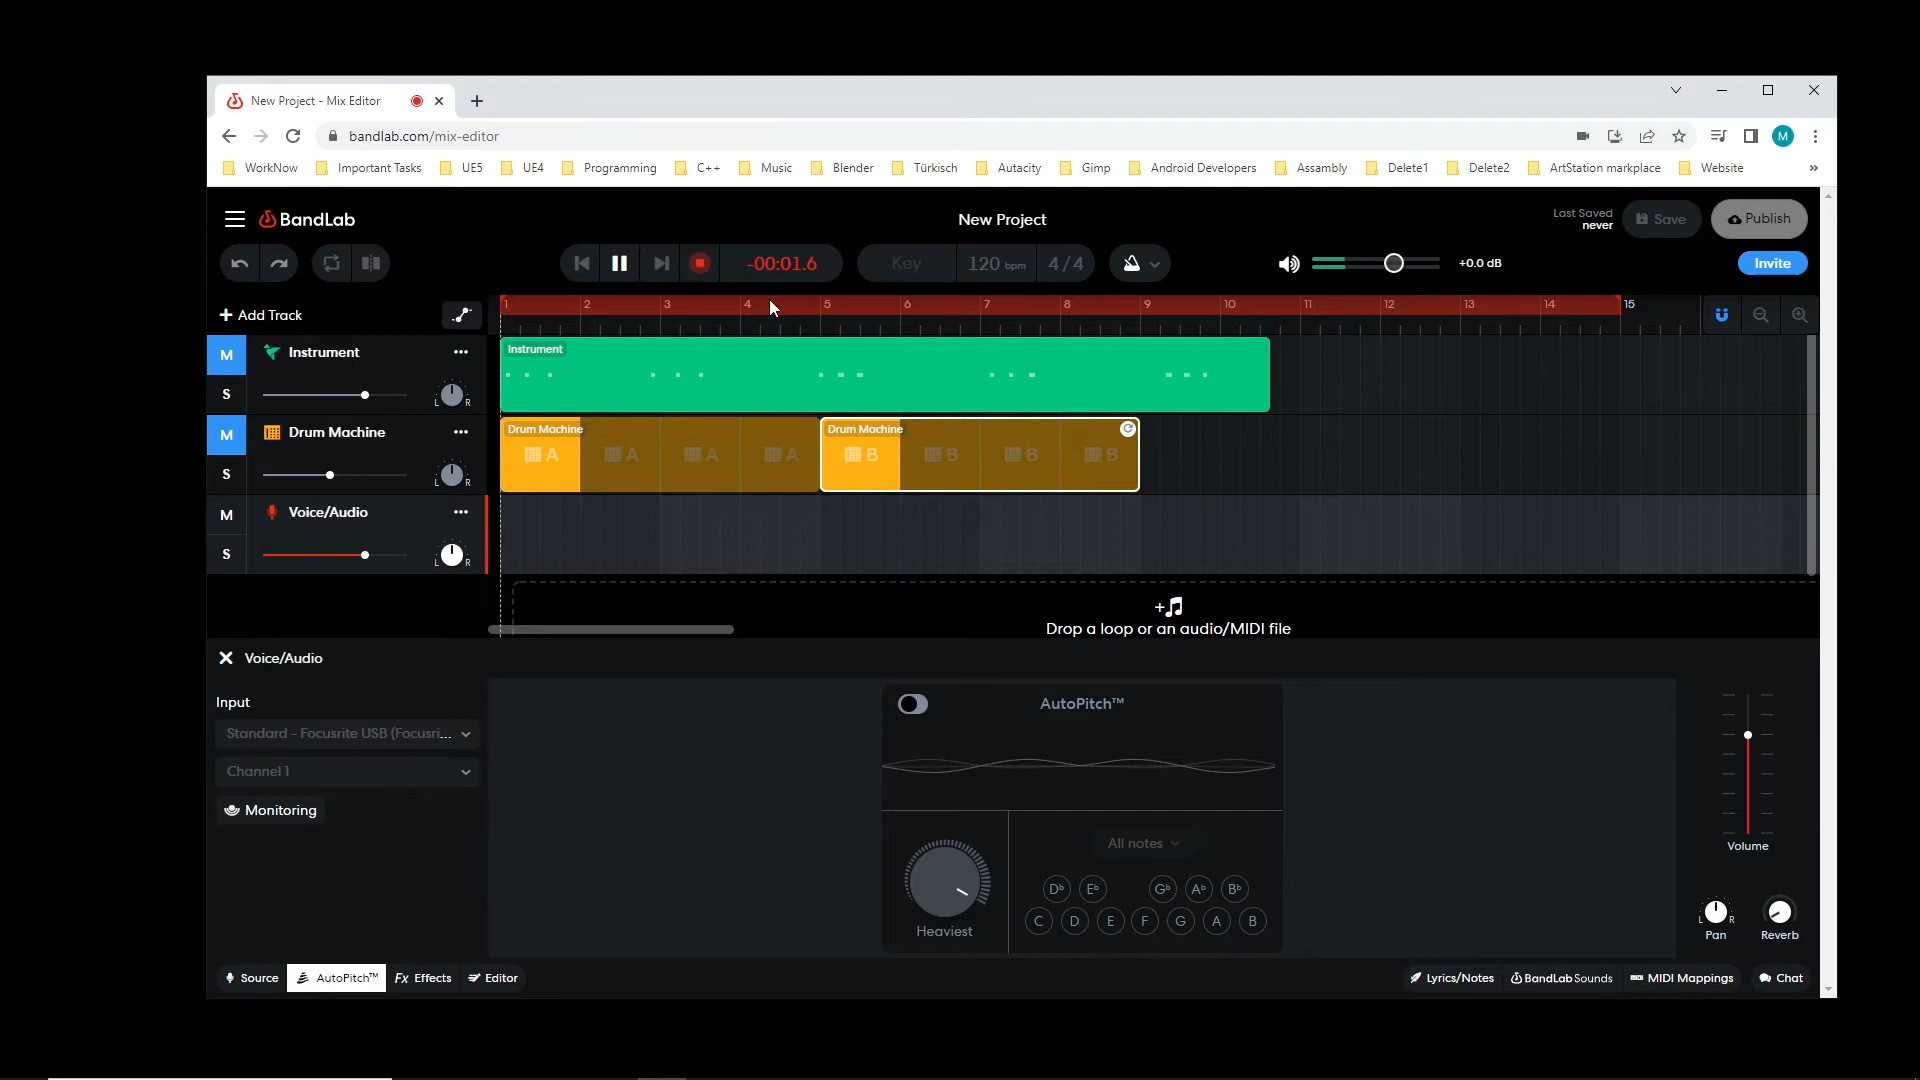 New Project - Mix Editor
bandlab.com/mix-editor
M
WorkNow Important Tasks UE5 UE4 Programming C++ Music Blender Türkisch Autacity Gimp Android Developers Assambly Delete1 Delete2 ArtStation markplace Website »
BandLab
New Project
Last Saved
never
Save
Publish
-00:01.6
Key
120 bpm
4/4
+0.0 dB
Invite
+ Add Track
1 2 3 4 5 6 7 8 9 10 11 12 13 14 15
M
Instrument
S
L R
Instrument
M
Drum Machine
S
L R
Drum Machine
A A A A
Drum Machine
B B B B
M
Voice/Audio
S
L R
Drop a loop or an audio/MIDI file
Voice/Audio
Input
Standard - Focusrite USB (Focusri...
Channel 1
Monitoring
AutoPitch™
All notes
Heaviest
D♭ E♭ G♭ A♭ B♭
C D E F G A B
Volume
L R
Pan
Reverb
Source
AutoPitch™
Fx Effects
Editor
Lyrics/Notes
BandLab Sounds
MIDI Mappings
Chat